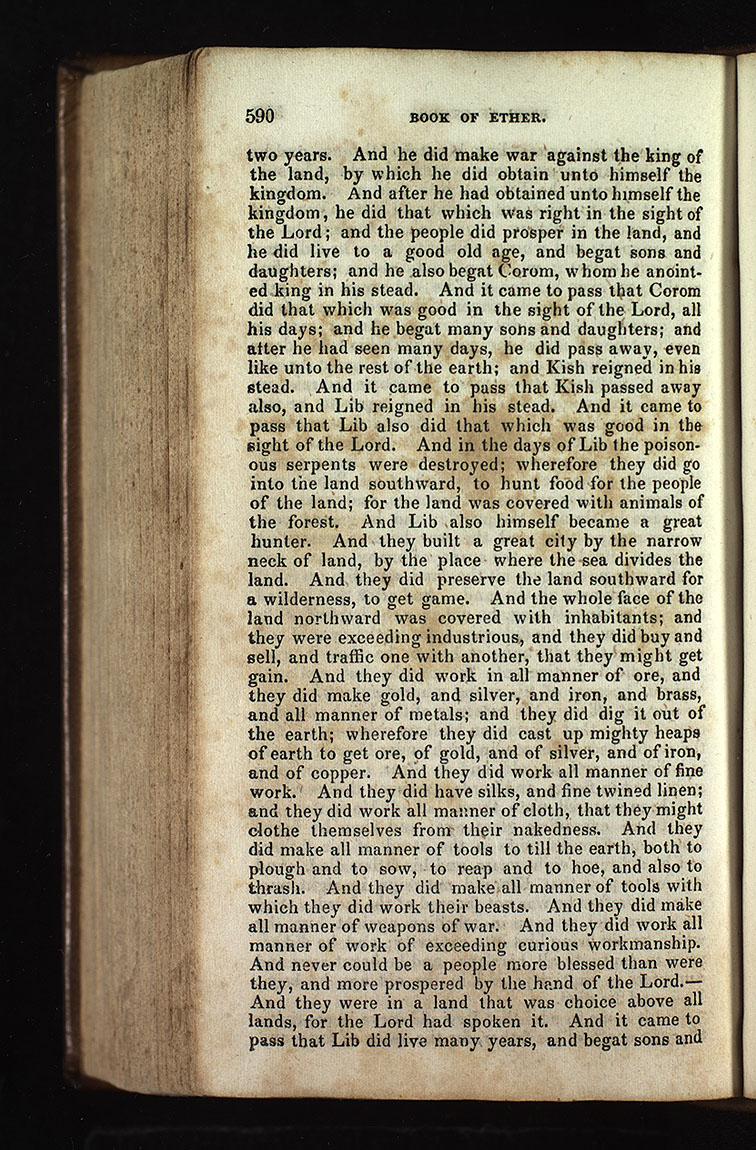 590 BOOK OF ETHER.
two years. And he did make war against the king of
the land, by which he did obtain unto himself the
kingdom. And after he had obtained unto himself the
kingdom, he did that which was right in the sight of
the Lord; and the people did prosper in the land, and
he did live to a good old age, and begat sons and
daughters; and he also begat Corom, whom he anoint-
ed king in his stead. And it came to pass that Corom
did that which was good in the sight of the Lord, all
his days; and he begat many sons and daughters; and
after he had seen many days, he did pass away, even
like unto the rest of the earth; and Kish reigned in his
stead. And it came to pass that Kish passed away
also, and Lib reigned in his stead. And it came to
pass that Lib also did that which was good in the
sight of the Lord. And in the days of Lib the poison-
ous serpents were destroyed; wherefore they did go
into the land southward, to hunt food for the people
of the land; for the land was covered with animals of
the forest. And Lib also himself became a great
hunter. And they built a great city by the narrow
neck of land, by the place where the sea divides the
land. And they did preserve the land southward for
a wilderness, to get game. And the whole face of the
land northward was covered with inhabitants; and
they were exceeding industrious, and they did buy and
sell, and traffic one with another, that they might get
gain. And they did work in all manner of ore, and
they did make gold, and silver, and iron, and brass,
and all manner of metals; and they did dig it out of
the earth; wherefore they did cast up mighty heaps
of earth to get ore, of gold, and of silver, and of iron,
and of copper. And they did work all manner of fine
work. And they did have silks, and fine twined linen;
and they did work all manner of cloth, that they might
clothe themselves from their nakedness. And they
did make all manner of tools to till the earth, both to
plough and to sow, to reap and to hoe, and also to
thrash. And they did make all manner of tools with
which they did work their beasts. And they did make
all manner of weapons of war. And they did work all
manner of work of exceeding curious workmanship.
And never could be a people more blessed than were
they, and more prospered by the hand of the Lord.—
And they were in a land that was choice above all
lands, for the Lord had spoken it. And it came to
pass that Lib did live many years, and begat sons and